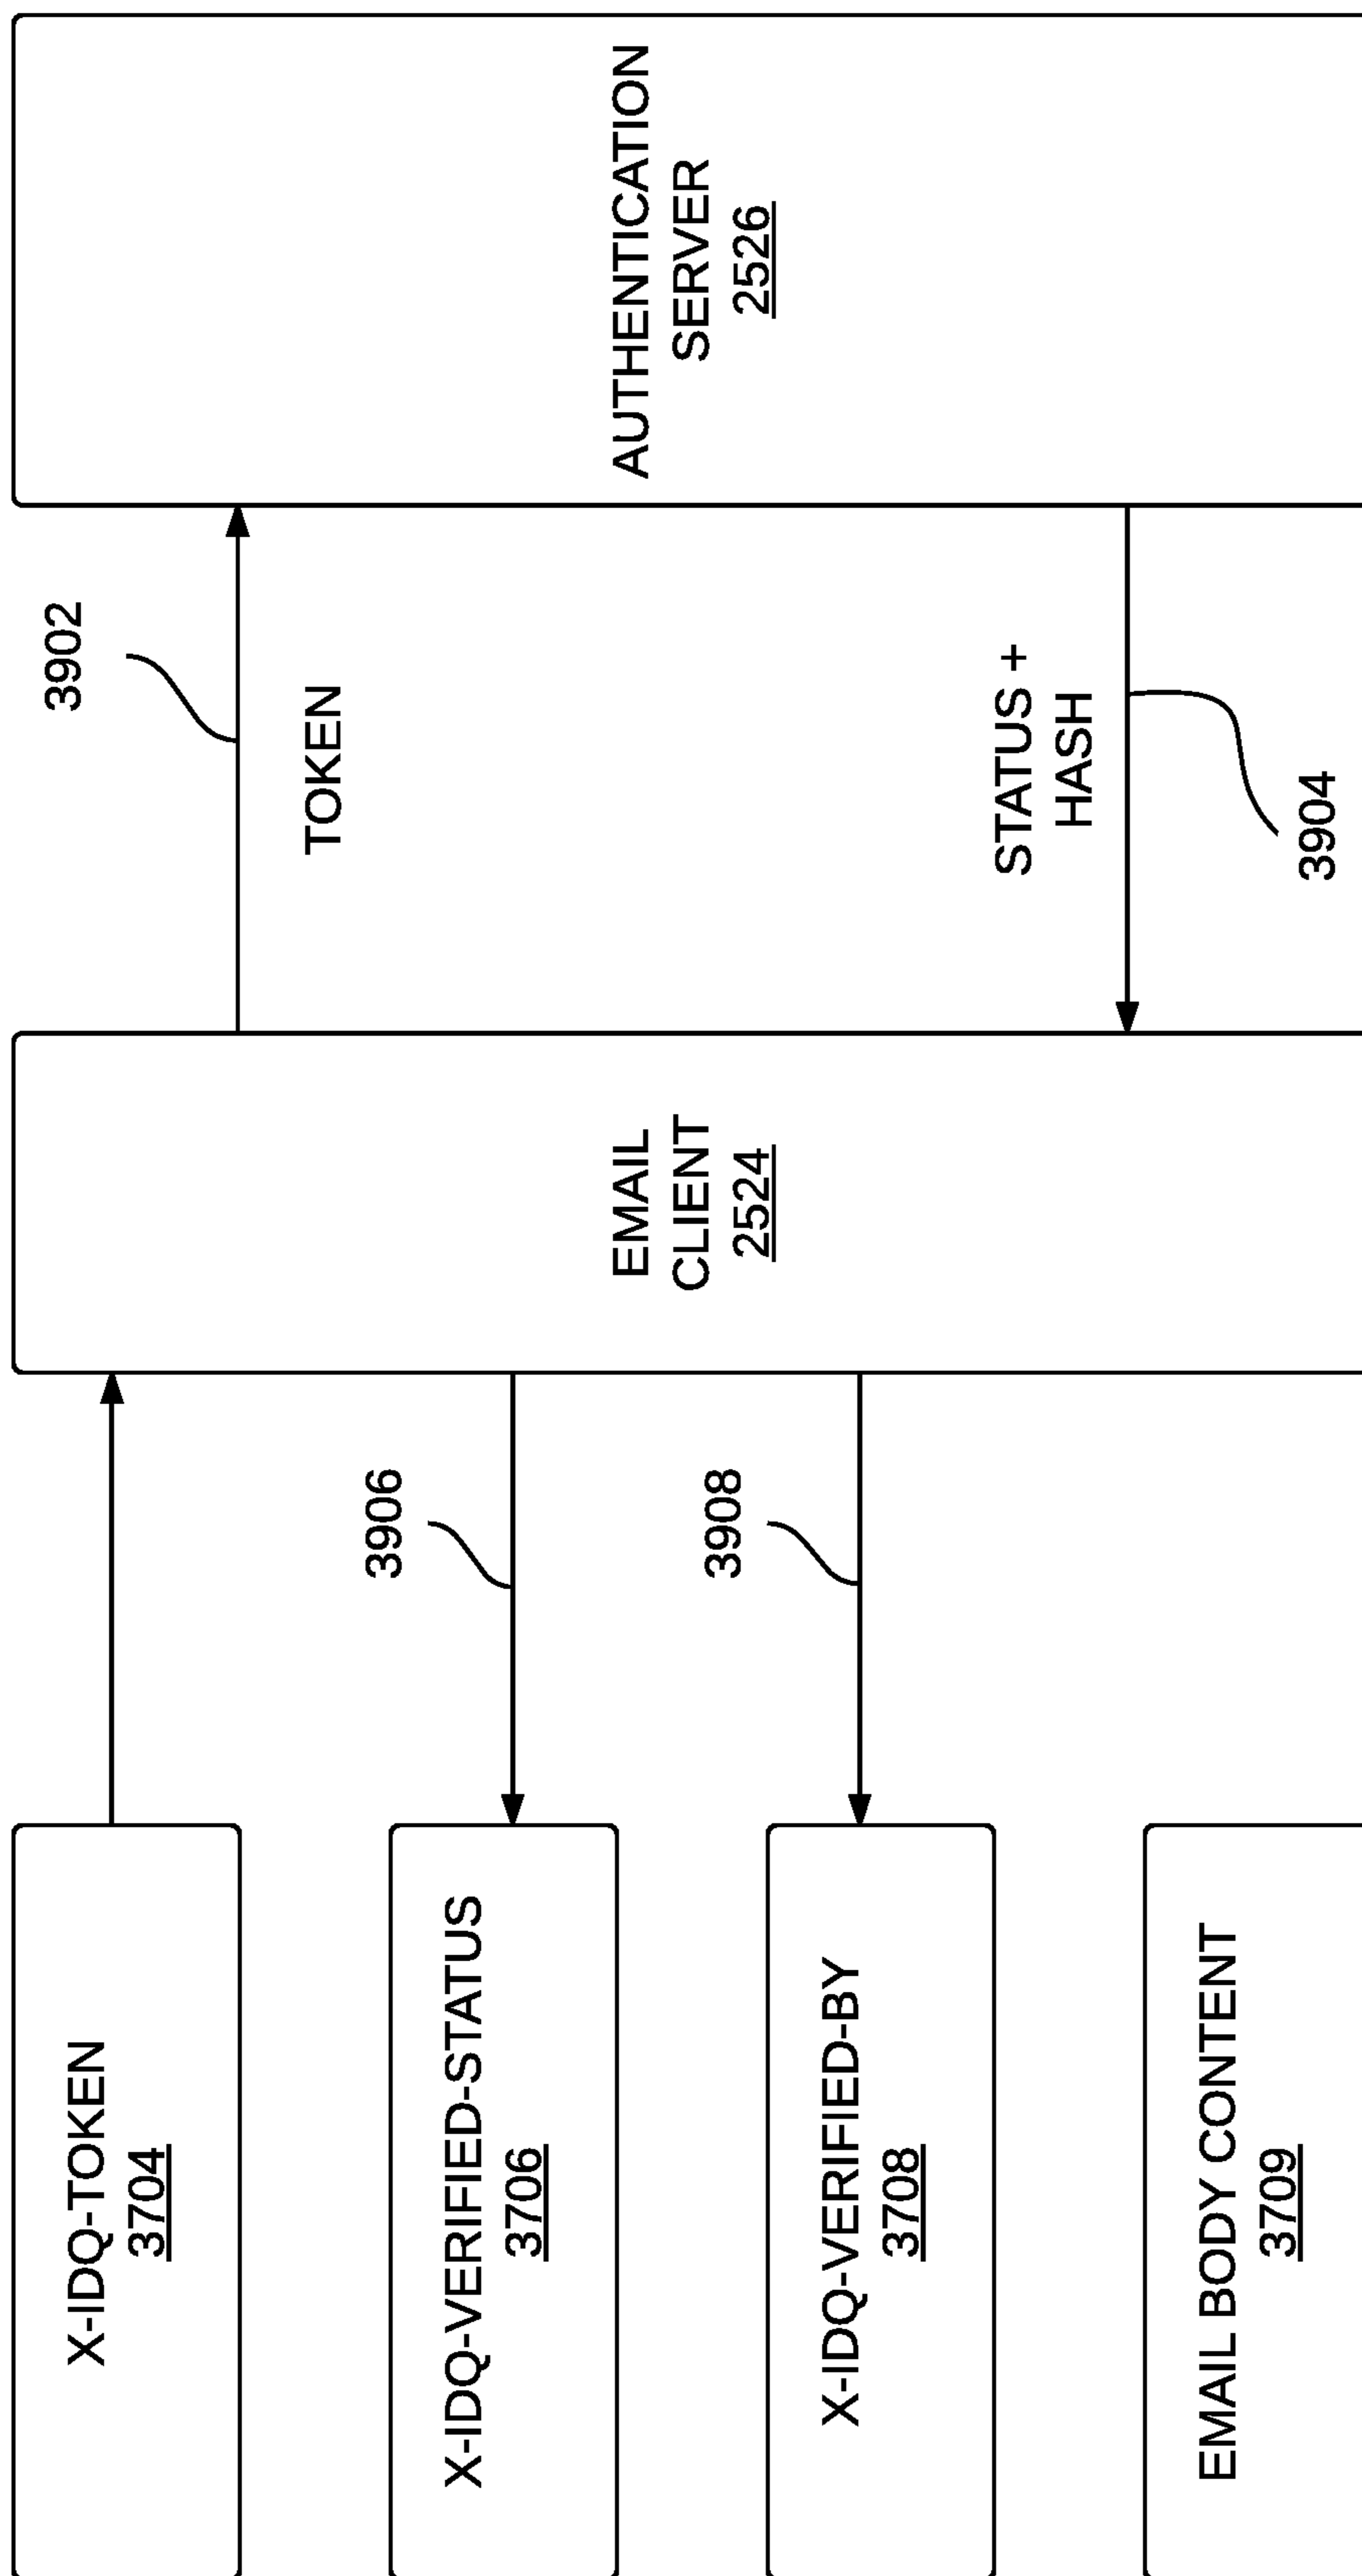 X-IDQ-TOKEN
3704
X-IDQ-VERIFIED-STATUS
3706
X-IDQ-VERIFIED-BY
3708
EMAIL BODY CONTENT
3709
3906
3908
EMAIL
CLIENT
2524
3902
TOKEN
STATUS +
HASH
3904
AUTHENTICATION
SERVER
2526